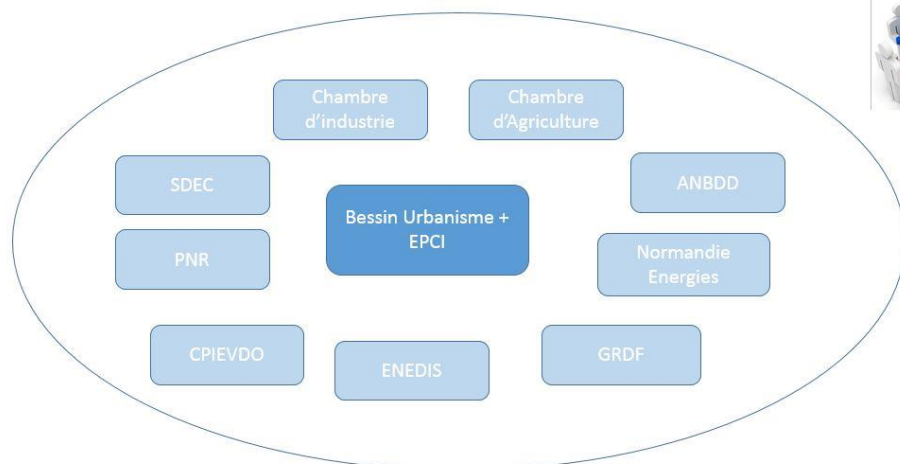 Chambre
d'industrie
Chambre
d'Agriculture
SDEC
ANBDD
Bessin Urbanisme +
EPCI
PNR
Normandie
Energies
CPIEVDO
ENEDIS
GRDF